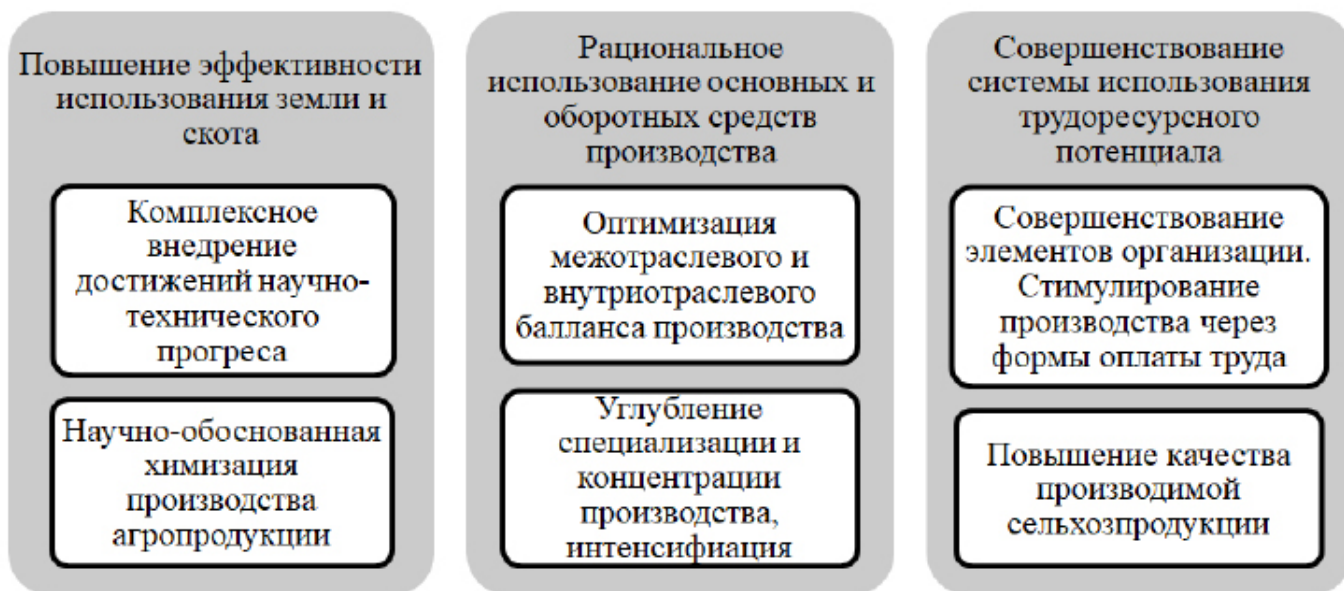 Повышение эффективности
использования земли и
скота
Комплексное
внедрение
достижений научно-
технического
прогреса
Научно-обоснованная
химизация
производства
агропродукции
Рациональное
использование основных и
оборотных средств
производства
Оптимизация
межотраслевого и
внутриотраслевого
балланса производства
Углубление
специализации и
концентрации
производства,
интенсифиация
Совершенствование
системы использования
трудоресурсного
потенциала
Совершенствование
элементов организации.
Стимулирование
производства через
формы оплаты труда
Повышение качества
производимой
сельхозпродукции